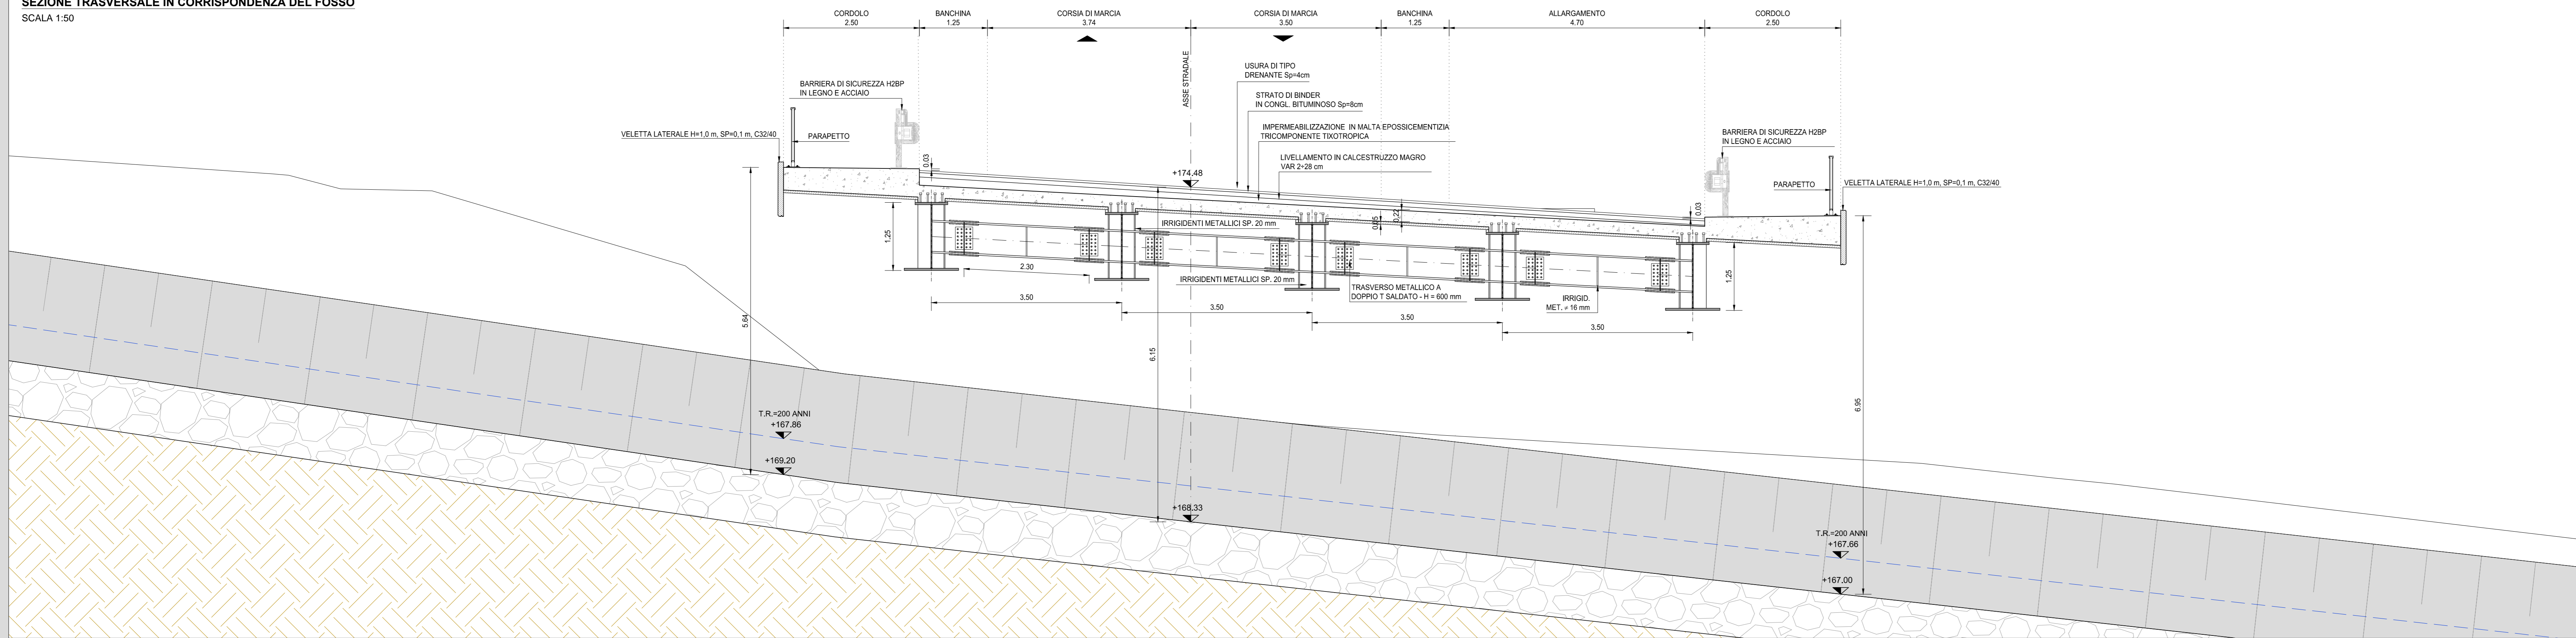 SEZIONE TRASVERSALE IN CORRISPONDENZA DEL FOSSO
SCALA 1:50
CORDOLO
2.50
BANCHINA
1.25
CORSIA DI MARCIA
3.74
CORSIA DI MARCIA
3.50
BANCHINA
1.25
ALLARGAMENTO
4.70
CORDOLO
2.50
ASSE STRADALE
BARRIERA DI SICUREZZA H2BP
IN LEGNO E ACCIAIO
VELETTA LATERALE H=1,0 m, SP=0,1 m, C32/40
PARAPETTO
USURA DI TIPO
DRENANTE Sp=4cm
STRATO DI BINDER
IN CONGL. BITUMINOSO Sp=8cm
IMPERMEABILIZZAZIONE IN MALTA EPOSSICEMENTIZIA
TRICOMPONENTE TIXOTROPICA
LIVELLAMENTO IN CALCESTRUZZO MAGRO
VAR 2÷28 cm
BARRIERA DI SICUREZZA H2BP
IN LEGNO E ACCIAIO
PARAPETTO
VELETTA LATERALE H=1,0 m, SP=0,1 m, C32/40
0.03
+174.48
0.03
0.22
0.05
1.25
IRRIGIDENTI METALLICI SP. 20 mm
2.30
IRRIGIDENTI METALLICI SP. 20 mm
TRASVERSO METALLICO A
DOPPIO T SALDATO - H = 600 mm
IRRIGID.
MET. ≠ 16 mm
1.25
3.50
3.50
3.50
3.50
5.64
6.15
6.95
T.R.=200 ANNI
+167.86
+169.20
+168.33
T.R.=200 ANNI
+167.66
+167.00